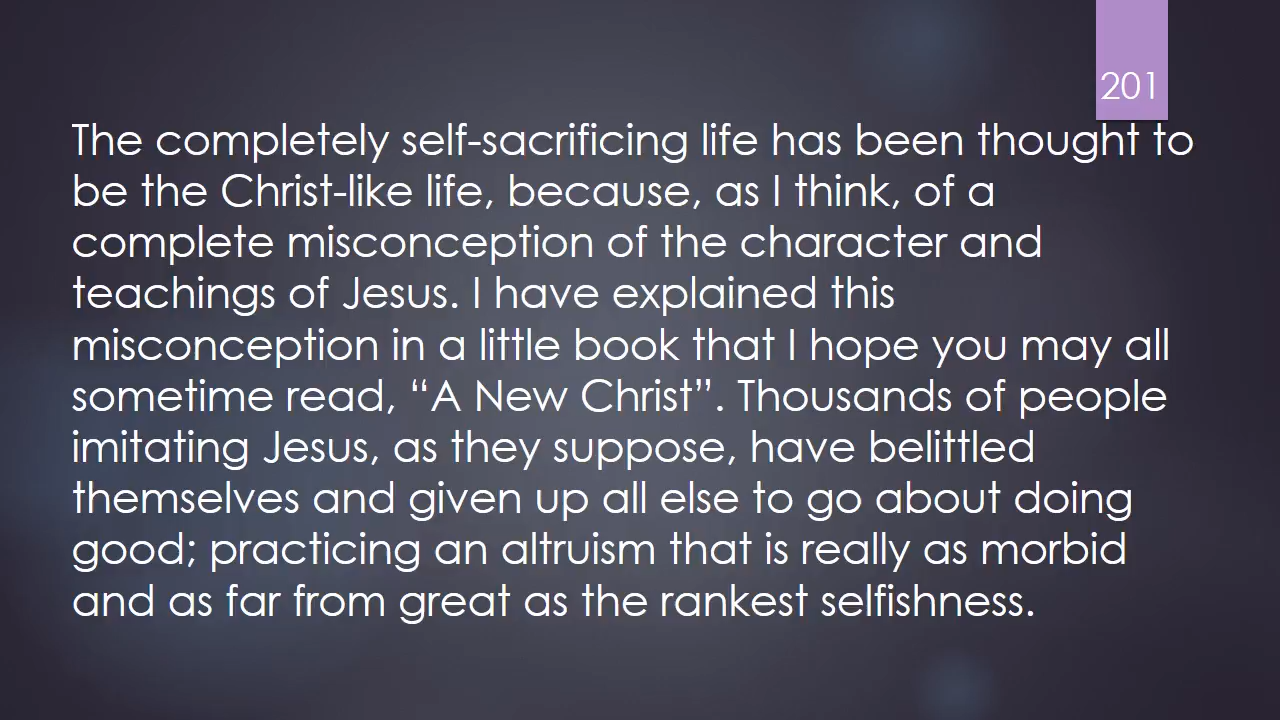 201
The completely self-sacrificing life has been thought to
be the Christ-like life, because, as I think, of a
complete misconception of the character and
teachings of Jesus. I have explained this
misconception in a little book that I hope you may all
sometime read, “A New Christ”. Thousands of people
imitating Jesus, as they suppose, have belittled
themselves and given up all else to go about doing
good; practicing an altruism that is really as morbid
and as far from great as the rankest selfishness.